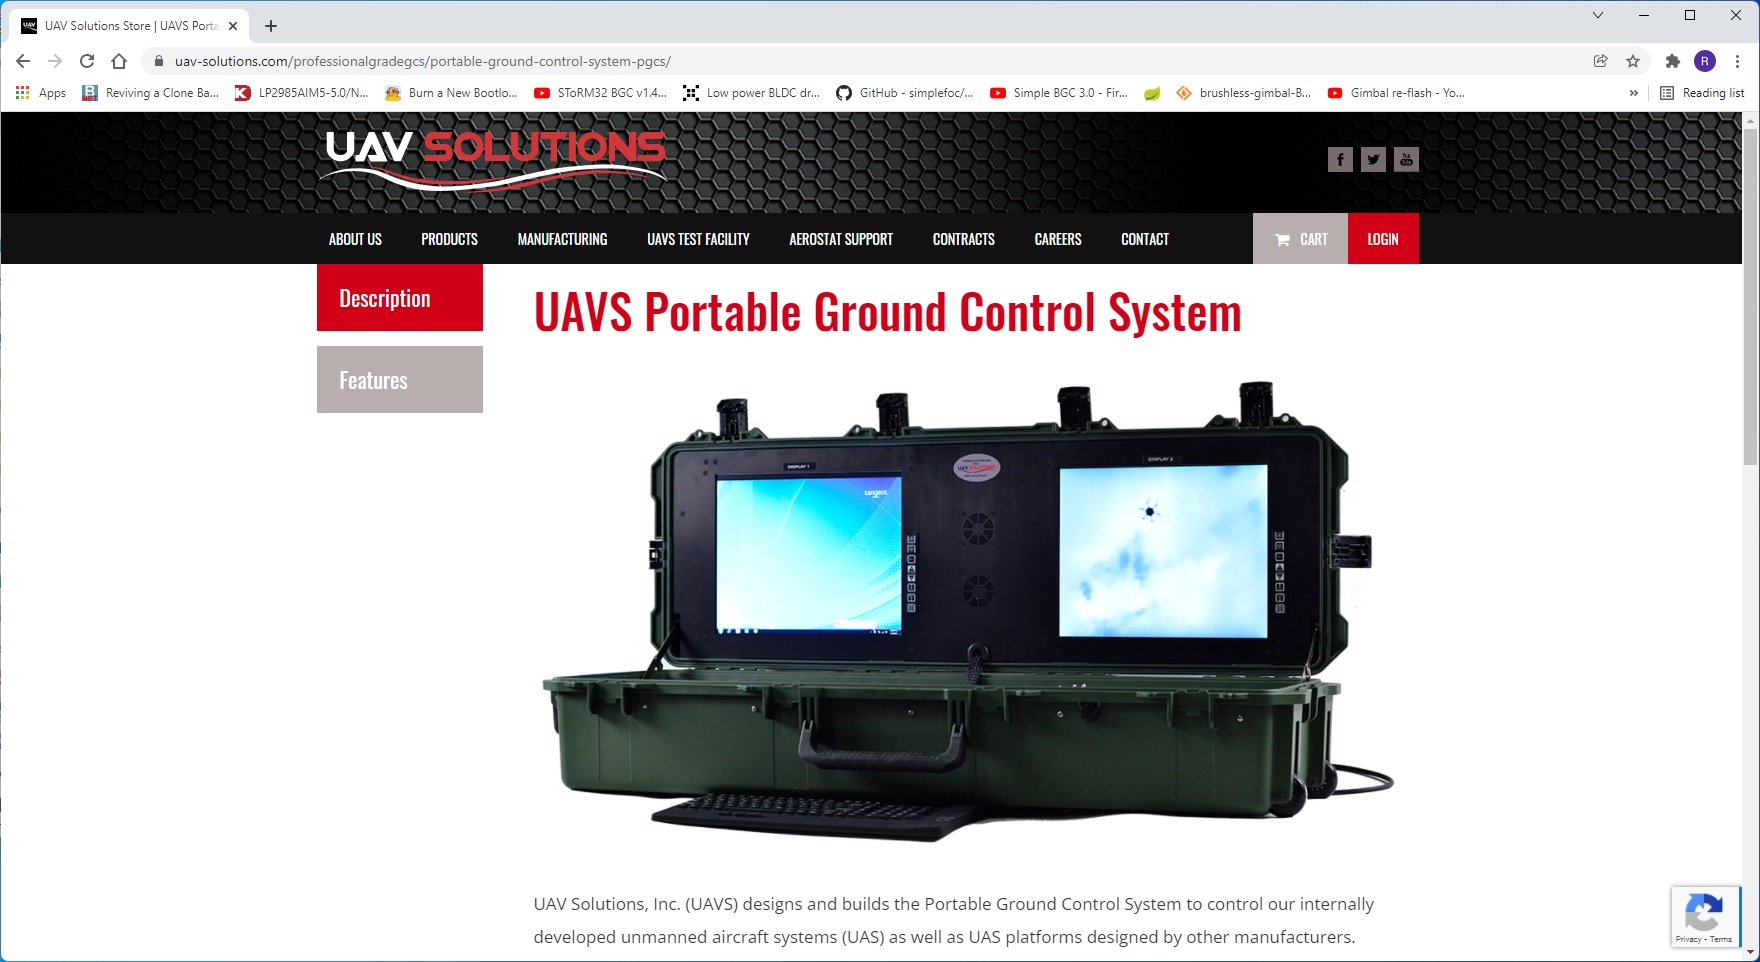 UAV Solutions Store | UAVS Porta
uav-solutions.com/professionalgradegcs/portable-ground-control-system-pgcs/
R
Apps
Reviving a Clone Ba...
LP2985AIM5-5.0/N...
Burn a New Bootlo...
SToRM32 BGC v1.4...
Low power BLDC dr...
GitHub - simplefoc/...
Simple BGC 3.0 - Fir...
brushless-gimbal-B...
Gimbal re-flash - Yo...
»
Reading list
UAV SOLUTIONS
ABOUT US
PRODUCTS
MANUFACTURING
UAVS TEST FACILITY
AEROSTAT SUPPORT
CONTRACTS
CAREERS
CONTACT
CART
LOGIN
Description
Features
UAVS Portable Ground Control System
DISPLAY 1
DISPLAY 2
UAV SOLUTIONS
tangent
UAV Solutions, Inc. (UAVS) designs and builds the Portable Ground Control System to control our internally
developed unmanned aircraft systems (UAS) as well as UAS platforms designed by other manufacturers.
Privacy - Terms